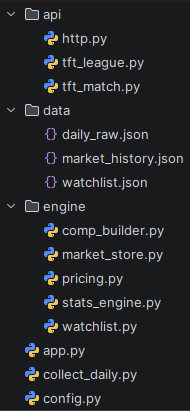 api
http.py
tft_league.py
tft_match.py
data
daily_raw.json
market_history.json
watchlist.json
engine
comp_builder.py
market_store.py
pricing.py
stats_engine.py
watchlist.py
app.py
collect_daily.py
config.py